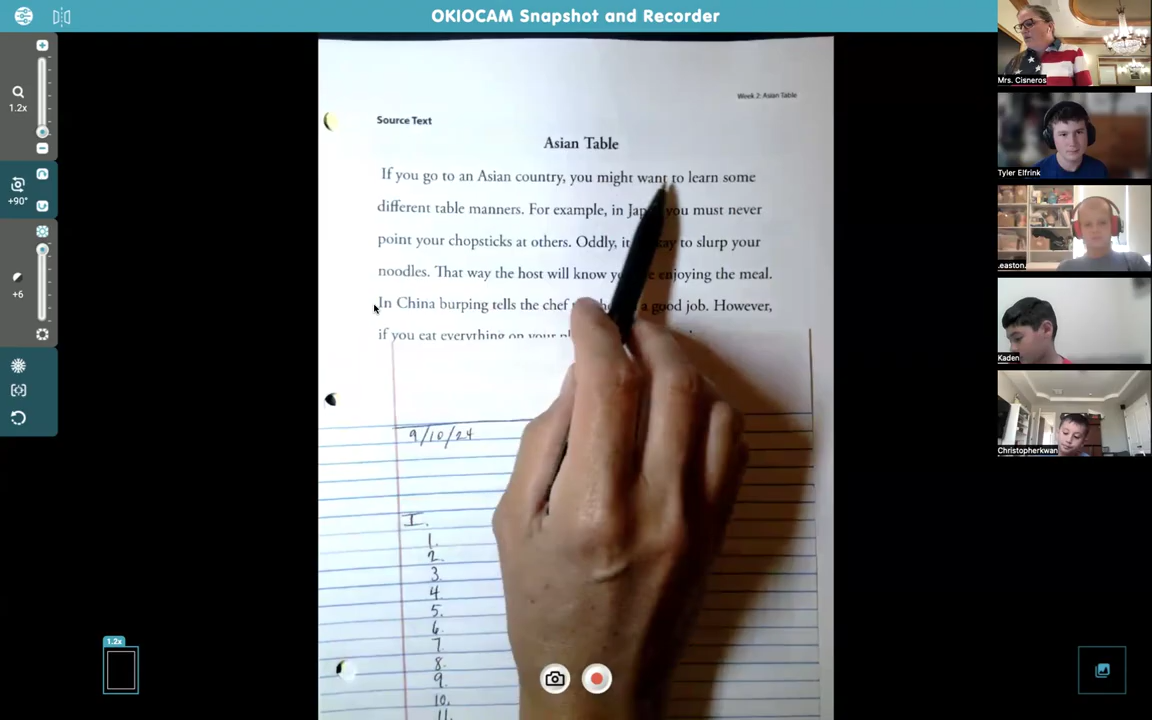 OKIOCAM Snapshot and Recorder
1.2x
+90°
+6
1.2x
Week 2: Asian Table
Source Text
Asian Table
If you go to an Asian country, you might want to learn some
different table manners. For example, in you must never
point your chopsticks at others. Oddly, to slurp your
noodles. That way the host will know enjoying the meal.
In China burping tells the chef a good job. However,
if you eat everything on your
9/10/24
I.
1.
2.
3.
4.
5.
6.
7.
8.
9.
10.
11.
Mrs. Cisneros
Tyler Elfrink
.easton.
Kaden
Christopherkwan